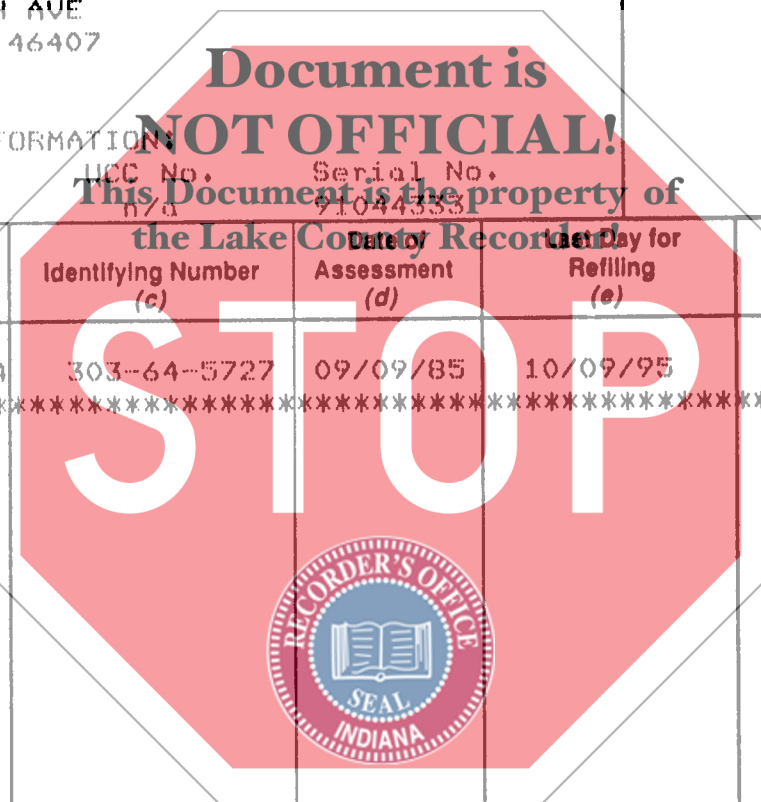 AVE
46407
Document is
NOT OFFICIAL!
FORMATION:
UCC No. Serial No.
This Document is the property of
n/a 91044333
the Lake County Recorder!
Identifying Number
(c)
Date of
Assessment
(d)
Last Day for
Refiling
(e)
STOP
303-64-5727 09/09/85 10/09/95
****************************************
RECORDER'S OFFICE
SEAL
INDIANA